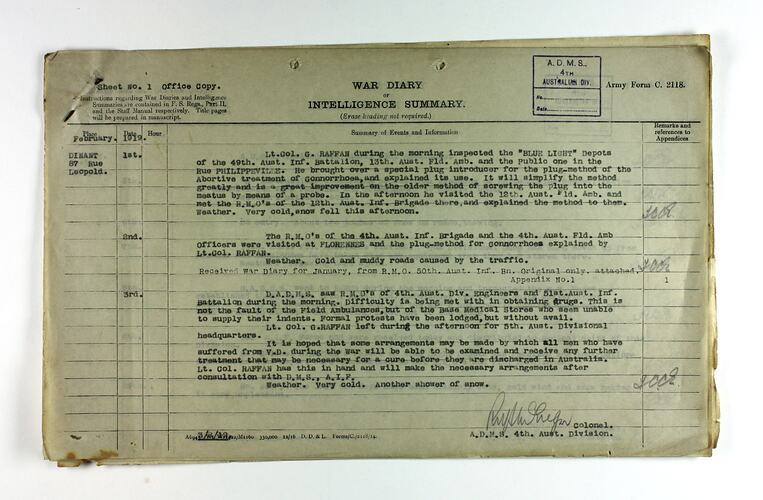 Sheet No. 1 Office Copy.
Instructions regarding War Diaries and Intelligence
Summaries are contained in F. S. Regs., Part II,
and the Staff Manual respectively. Title pages
will be prepared in manuscript.
WAR DIARY
OR
INTELLIGENCE SUMMARY.
(Erase heading not required.)
A.D.M.S.,
4TH
AUSTRALIAN DIV.
No.
Date
Army Form C. 2118.
Place Date Hour Summary of Events and Information Remarks and references to Appendices
February. 1919.
DINANT 1st. Lt.Col. G. RAFFAN during the morning inspected the "BLUE LIGHT" Depots
87 Rue of the 49th. Aust. Inf. Battalion, 13th. Aust. Fld. Amb. and the Public one in the
Leopold. Rue PHILIPPEVILLE. He brought over a special plug introducer for the plug-method of the
Abortive treatment of Gonnorhoea, and explained its use. It will simplify the method
greatly and is a great improvement on the older method of screwing the plug into the
meatus by means of a probe. In the afternoon he visited the 12th. Aust. Fld. Amb. and
met the R.M.O's of the 12th. Aust. Inf. Brigade there, and explained the method to them.
Weather. Very cold, snow fell this afternoon.
2nd. The R.M.O's of the 4th. Aust. Inf. Brigade and the 4th. Aust. Fld. Amb
Officers were visited at FLORENNES and the plug-method for gonnorhoea explained by
Lt.Col. RAFFAN.
Weather. Cold and muddy roads caused by the traffic.
Received War Diary for January, from R.M.O. 50th. Aust. Inf. Bn. Original only. attached.
Appendix No.1 1
3rd. D.A.D.M.S. saw R.M.O's of 4th. Aust. Div. Engineers and 51st. Aust. Inf.
Battalion during the morning. Difficulty is being met with in obtaining drugs. This is
not the fault of the Field Ambulances, but of the Base Medical Stores who seem unable
to supply their indents. Formal protests have been lodged, but without avail.
Lt. Col. G.RAFFAN left during the afternoon for 5th. Aust. Divisional
headquarters.
It is hoped that some arrangements may be made by which all men who have
suffered from V.D. during the War will be able to be examined and receive any further
treatment that may be necessary for a cure before they are discharged in Australia.
Lt. Col. RAFFAN has this in hand and will make the necessary arrangements after
consultation with D.M.S., A.I.F.
Weather. Very cold. Another shower of snow.
Colonel.
A.D.M.S. 4th. Aust. Division.
330,000 12/16 D. D. & L. Forms/C./2118/14.